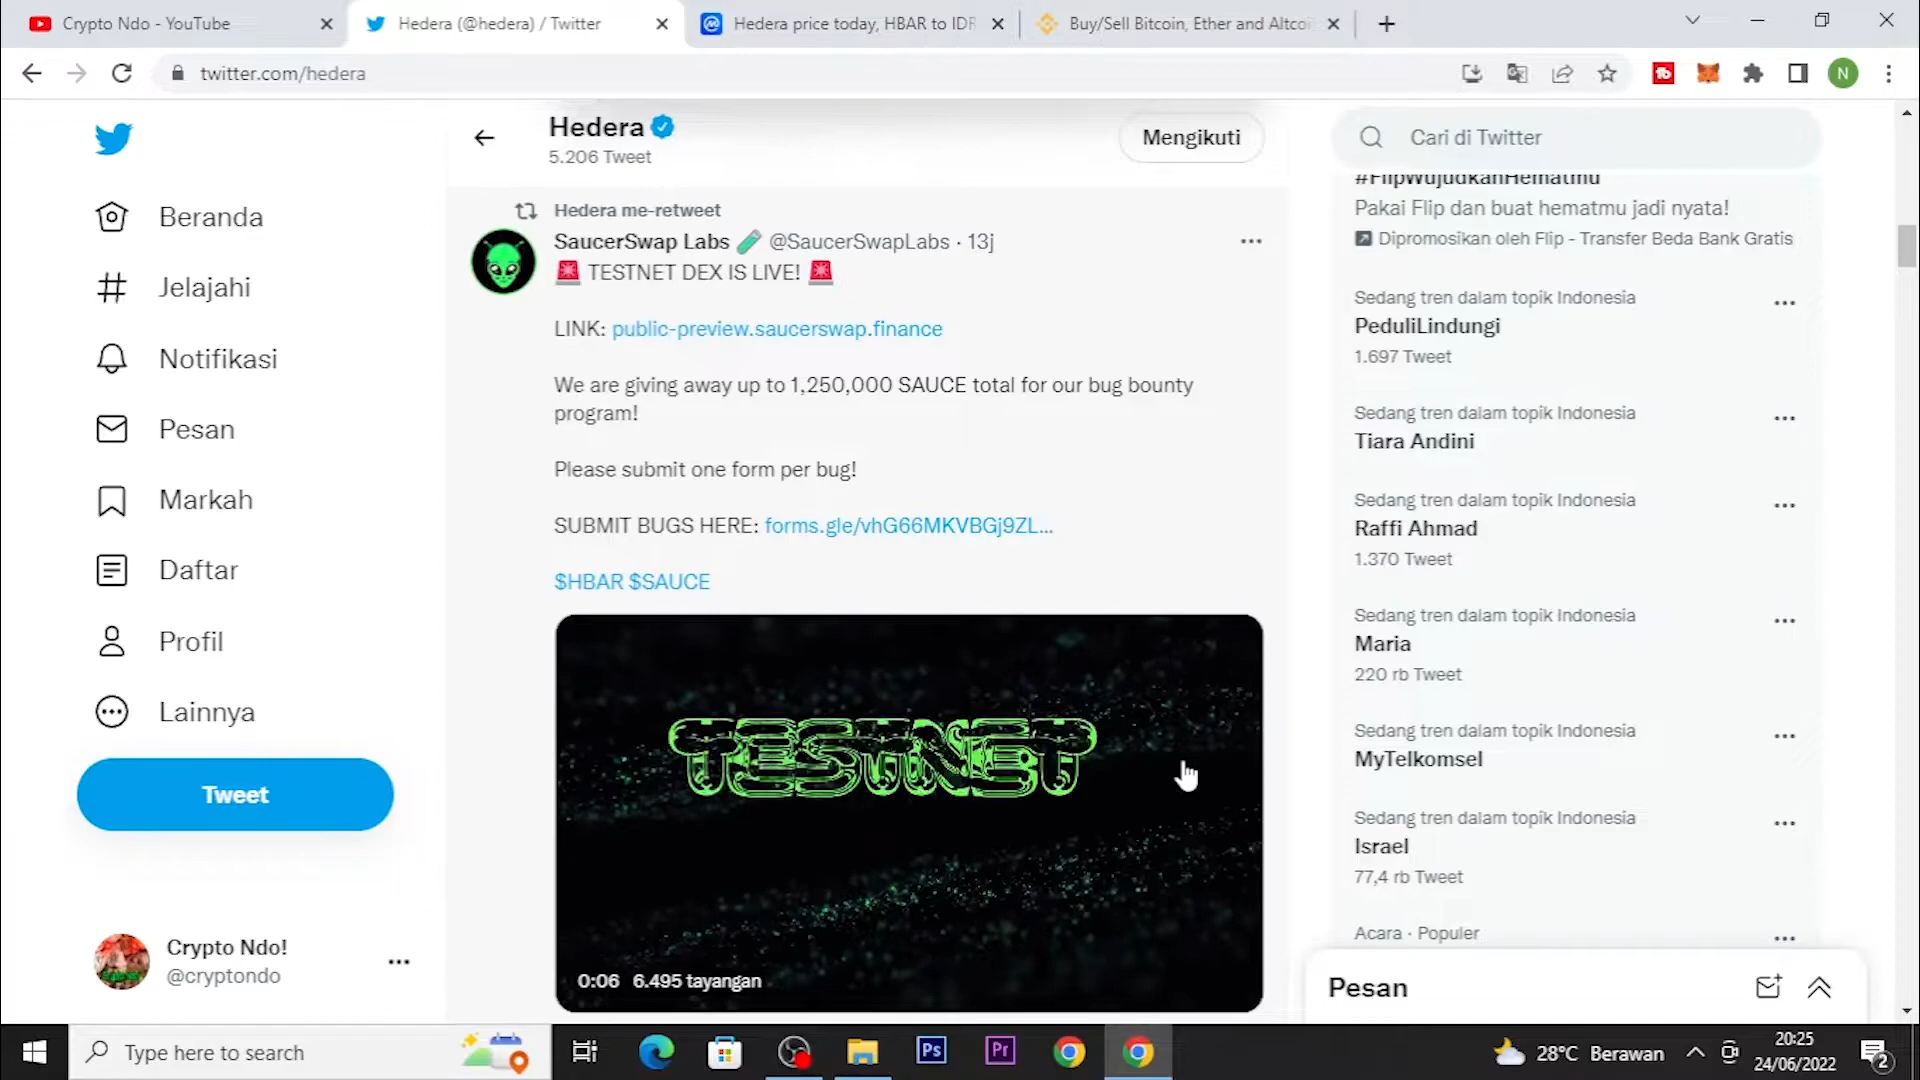 Crypto Ndo - YouTube
Hedera (@hedera) / Twitter
Hedera price today, HBAR to IDR
Buy/Sell Bitcoin, Ether and Altcoi
twitter.com/hedera
N
Hedera
5.206 Tweet
Mengikuti
Cari di Twitter
Beranda
Jelajahi
Notifikasi
Pesan
Markah
Daftar
Profil
Lainnya
Tweet
Crypto Ndo!
@cryptondo
Hedera me-retweet
SaucerSwap Labs @SaucerSwapLabs · 13j
TESTNET DEX IS LIVE!
LINK: public-preview.saucerswap.finance
We are giving away up to 1,250,000 SAUCE total for our bug bounty
program!
Please submit one form per bug!
SUBMIT BUGS HERE: forms.gle/vhG66MKVBGj9ZL...
$HBAR $SAUCE
TESTNET
0:06 6.495 tayangan
#FlipWujudkanHematmu
Pakai Flip dan buat hematmu jadi nyata!
Dipromosikan oleh Flip - Transfer Beda Bank Gratis
Sedang tren dalam topik Indonesia
PeduliLindungi
1.697 Tweet
Sedang tren dalam topik Indonesia
Tiara Andini
Sedang tren dalam topik Indonesia
Raffi Ahmad
1.370 Tweet
Sedang tren dalam topik Indonesia
Maria
220 rb Tweet
Sedang tren dalam topik Indonesia
MyTelkomsel
Sedang tren dalam topik Indonesia
Israel
77,4 rb Tweet
Acara · Populer
Pesan
Type here to search
Ps
Pr
28°C Berawan
20:25
24/06/2022
2